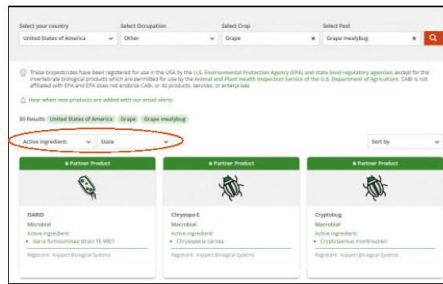 Select your country Select Occupation Select Crop Select Pest
United States of America Other Grape Grape mealybug
These biopesticides have been registered for use in the USA by the U.S. Environmental Protection Agency (EPA) and state level regulatory agencies, except for the
invertebrate biological products which are permitted for use by the Animal and Plant Health Inspection Service of the U.S. Department of Agriculture. CABI is not
affiliated with EPA and EPA does not endorse CABI, or its products, services, or enterprises
Hear when new products are added with our email alerts
90 Results United States of America Grape Grape mealybug
Active ingredient: State Sort by
Partner Product Partner Product Partner Product
ISARID Chrysopa-E Cryptobug
Microbial Macrobial Macrobial
Active ingredient: Active ingredient: Active ingredient:
Isaria fumosorosea strain FE 9901 Chrysoperla carnea Cryptolaemus montrouzieri
Registrant: Koppert Biological Systems Registrant: Koppert Biological Systems Registrant: Koppert Biological Systems